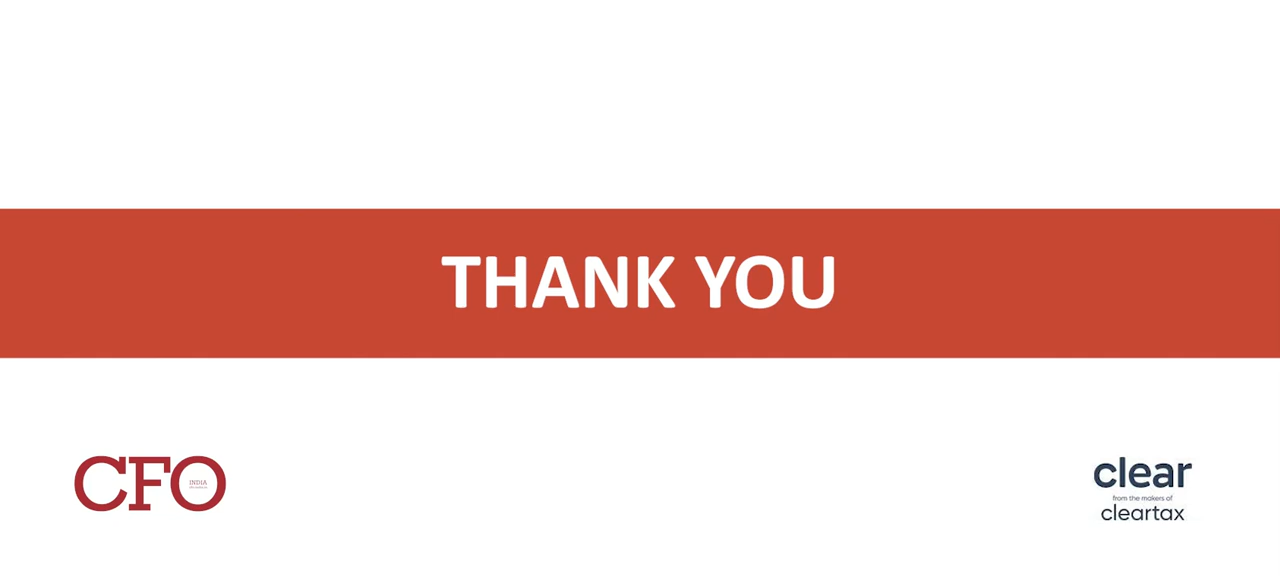 THANK YOU
CFO
INDIA
clear
from the makers of
cleartax